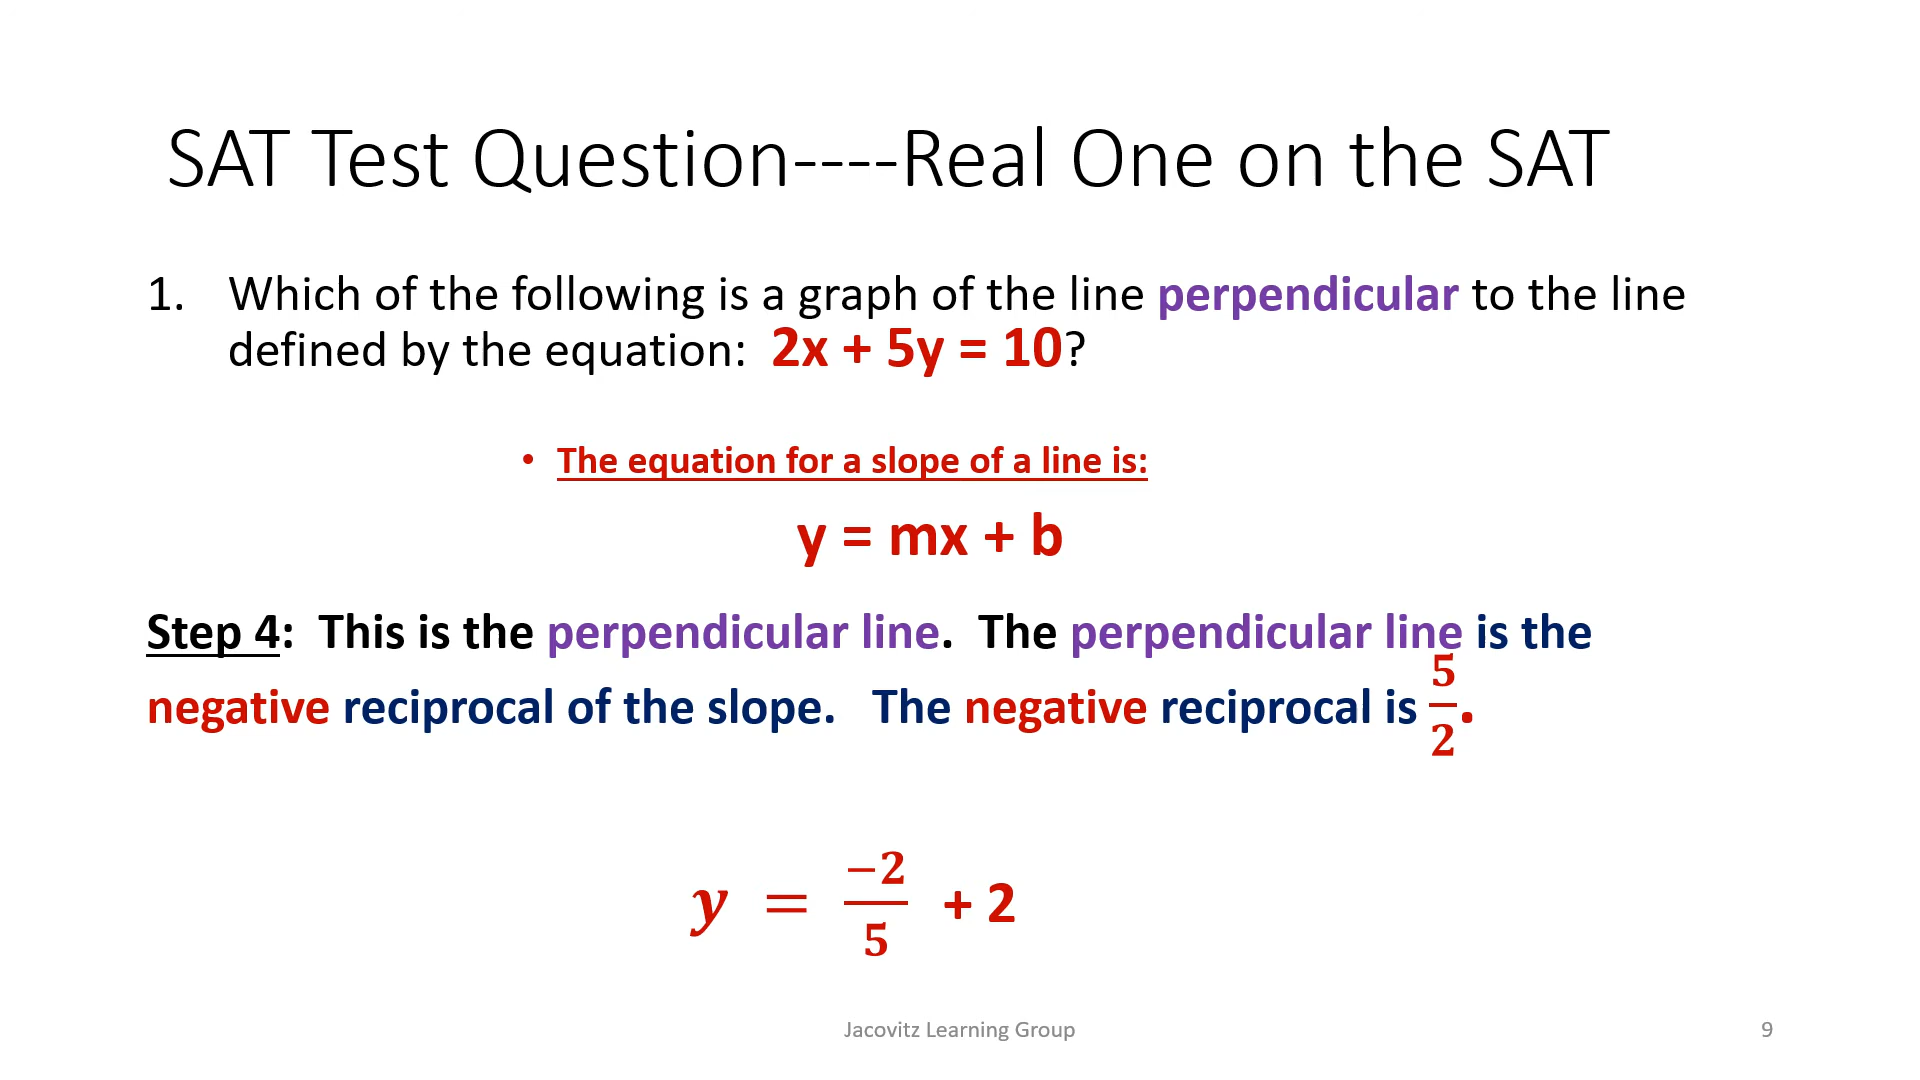 SAT Test Question----Real One on the SAT
1. Which of the following is a graph of the line perpendicular to the line
defined by the equation: 2x + 5y = 10?
• The equation for a slope of a line is:
y = mx + b
Step 4: This is the perpendicular line. The perpendicular line is the
negative reciprocal of the slope. The negative reciprocal is 5/2.
y = −2/5 + 2
Jacovitz Learning Group
9